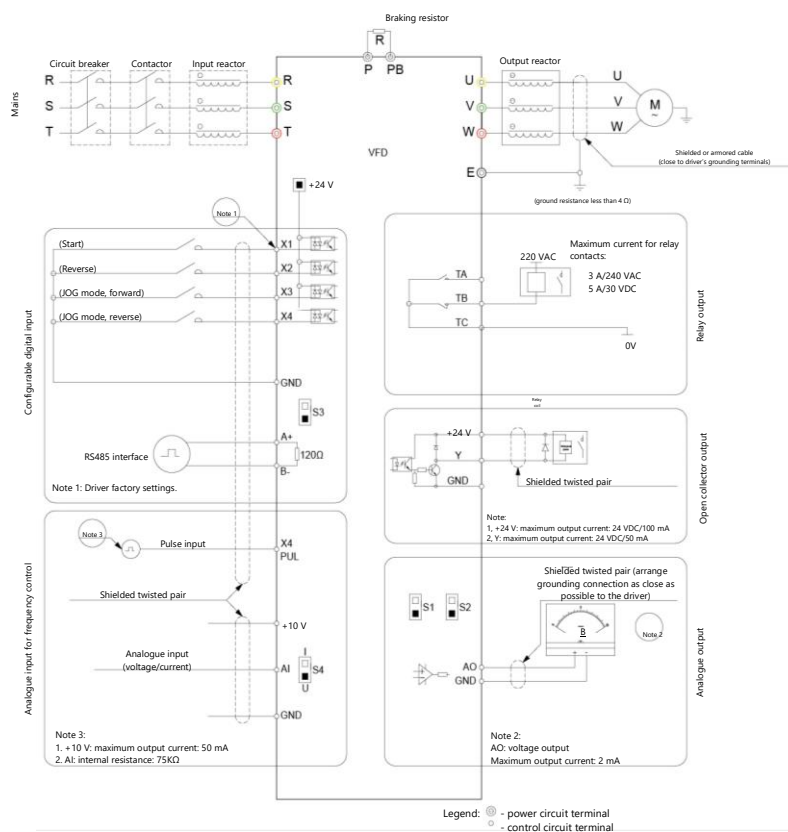 Braking resistor
R
P PB
Circuit breaker Contactor Input reactor
Output reactor
Mains
R
S
T
R
S
T
VFD
U
V
W
E
U
V
W
M
~
Shielded or armored cable
(close to driver's grounding terminals)
(ground resistance less than 4 Ω)
+24 V
Note 1
Configurable digital input
(Start)
X1
(Reverse)
X2
(JOG mode, forward)
X3
(JOG mode, reverse)
X4
GND
S3
A+
RS485 interface
120Ω
B-
Note 1: Driver factory settings.
Analogue input for frequency control
Note 3
Pulse input
X4
PUL
Shielded twisted pair
+10 V
Analogue input
(voltage/current)
AI
I
S4
U
GND
Note 3:
1. +10 V: maximum output current: 50 mA
2. AI: internal resistance: 75KΩ
Relay output
220 VAC
Maximum current for relay
contacts:
3 A/240 VAC
5 A/30 VDC
TA
TB
TC
0V
Open collector output
Relay
+24 V
Y
GND
Shielded twisted pair
Note:
1, +24 V: maximum output current: 24 VDC/100 mA
2, Y: maximum output current: 24 VDC/50 mA
Analogue output
Shielded twisted pair (arrange
grounding connection as close as
possible to the driver)
S1 S2
B
Note 2
AO
GND
Note 2:
AO: voltage output
Maximum output current: 2 mA
Legend: - power circuit terminal
- control circuit terminal